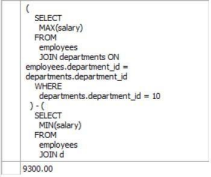 (
SELECT
MAX(salary)
FROM
employees
JOIN departments ON
employees.department_id =
departments.department_id
WHERE
departments.department_id = 10
) - (
SELECT
MIN(salary)
FROM
employees
JOIN d
9300.00